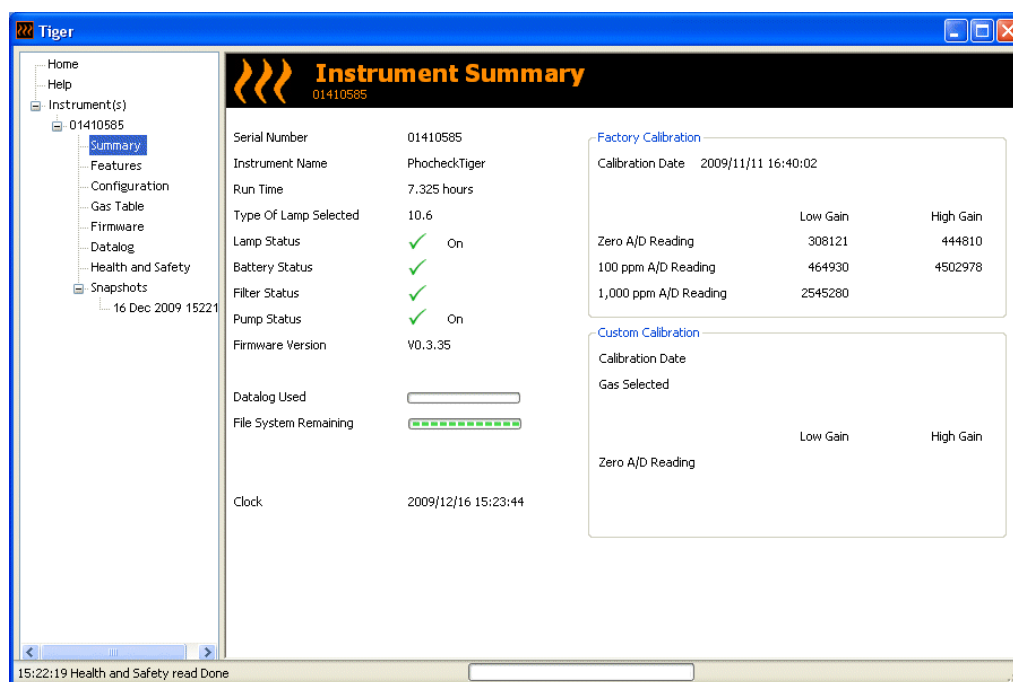 Tiger
Home
Help
Instrument(s)
01410585
Summary
Features
Configuration
Gas Table
Firmware
Datalog
Health and Safety
Snapshots
16 Dec 2009 15221
Instrument Summary
01410585
Serial Number 01410585
Instrument Name PhocheckTiger
Run Time 7.325 hours
Type Of Lamp Selected 10.6
Lamp Status On
Battery Status
Filter Status
Pump Status On
Firmware Version V0.3.35
Datalog Used
File System Remaining
Clock 2009/12/16 15:23:44
Factory Calibration
Calibration Date 2009/11/11 16:40:02
Low Gain High Gain
Zero A/D Reading 308121 444810
100 ppm A/D Reading 464930 4502978
1,000 ppm A/D Reading 2545280
Custom Calibration
Calibration Date
Gas Selected
Low Gain High Gain
Zero A/D Reading
15:22:19 Health and Safety read Done